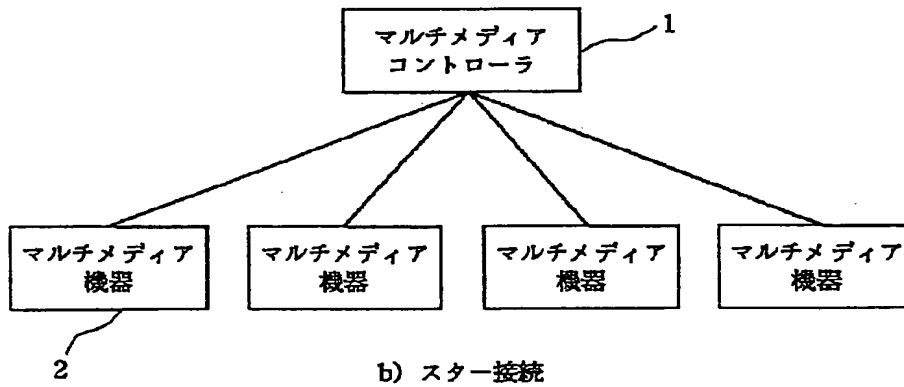 マルチメディア
コントローラ
1
マルチメディア
機器
マルチメディア
機器
マルチメディア
機器
マルチメディア
機器
2
b) スター接続